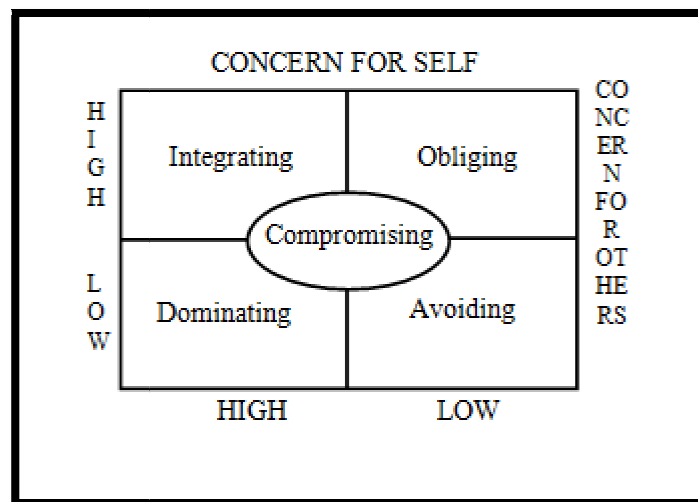 CONCERN FOR SELF
H
I
G
H
L
O
W
Integrating
Obliging
Compromising
Dominating
Avoiding
CO
NC
ER
N
FO
R
OT
HE
RS
HIGH
LOW